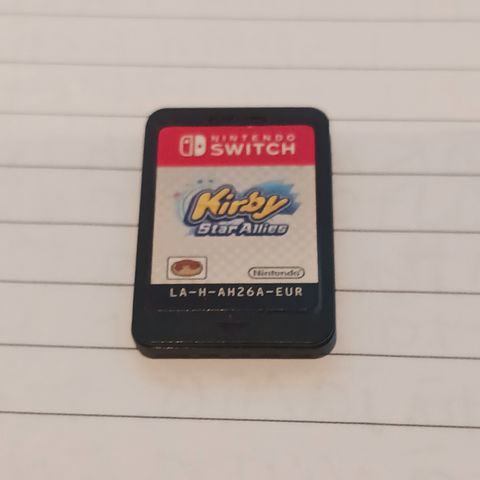 NINTENDO
SWITCH
Kirby
Star Allies
Nintendo
LA-H-AH26A-EUR